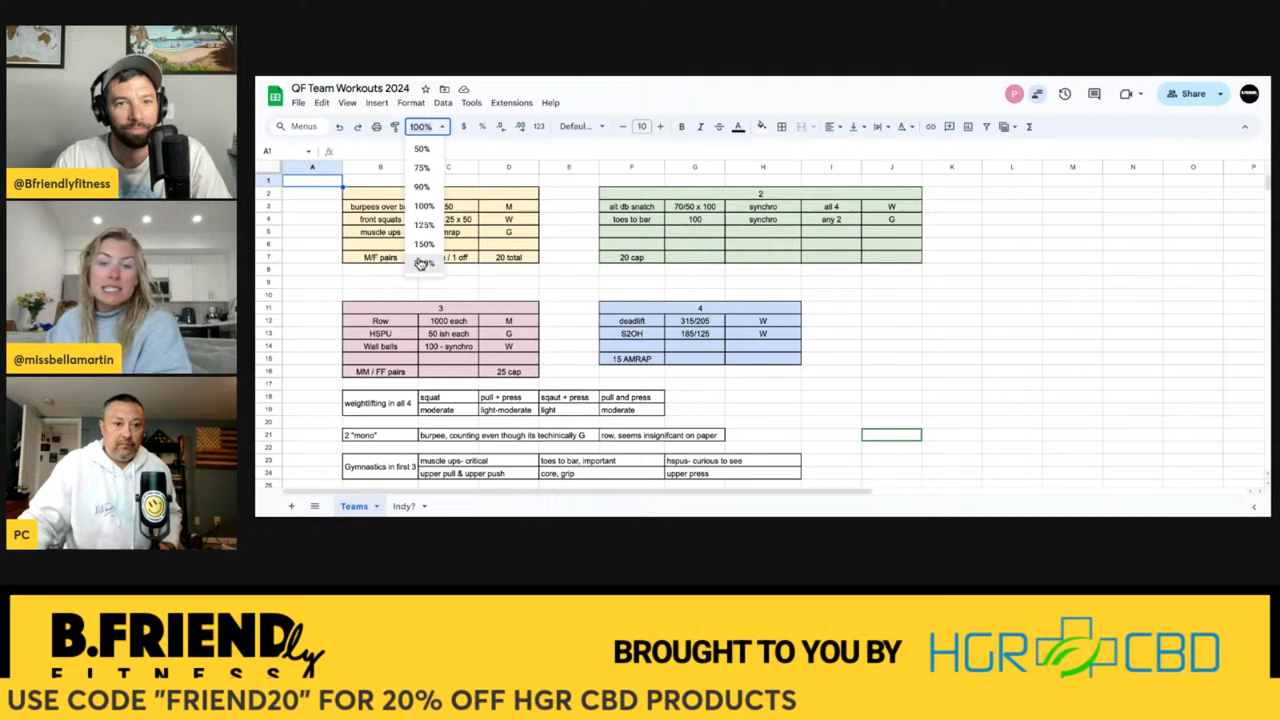 @Bfriendlyfitness
@missbellamartin
PC
QF Team Workouts 2024
File Edit View Insert Format Data Tools Extensions Help
Share
Menus 100% $ % .0 .00 123 Defaul... 10 B I A
A1 fx
50%
75%
90%
100%
125%
150%
A B C D E F G H I J K L M N O P
1
2 2
3 burpees over 50 M alt db snatch 70/50 x 100 synchro all 4 W
4 front squats 25 x 50 W toes to bar 100 synchro any 2 G
5 muscle ups G
6
7 M/F pairs / 1 off 20 total 20 cap
8
9
10
11 3 4
12 Row 1000 each M deadlift 315/205 W
13 HSPU 50 ish each G S2OH 185/125 W
14 Wall balls 100 - synchro W
15 15 AMRAP
16 MM / FF pairs 25 cap
17
18 weightlifting in all 4 squat pull + press sqaut + press pull and press
19 moderate light-moderate light moderate
20
21 2 "mono" burpee, counting even though its techinically G row, seems insignifcant on paper
22
23 Gymnastics in first 3 muscle ups- critical toes to bar, important hspus- curious to see
24 upper pull & upper push core, grip upper press
25
Teams Indy?
B.FRIENDly
FITNESS
BROUGHT TO YOU BY
HGR CBD
USE CODE "FRIEND20" FOR 20% OFF HGR CBD PRODUCTS